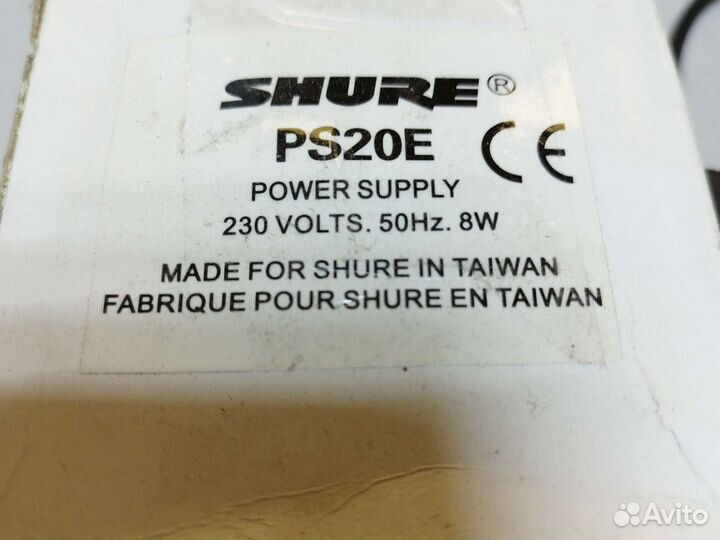 SHURE®
PS20E CE
POWER SUPPLY
230 VOLTS. 50Hz. 8W
MADE FOR SHURE IN TAIWAN
FABRIQUE POUR SHURE EN TAIWAN
Avito